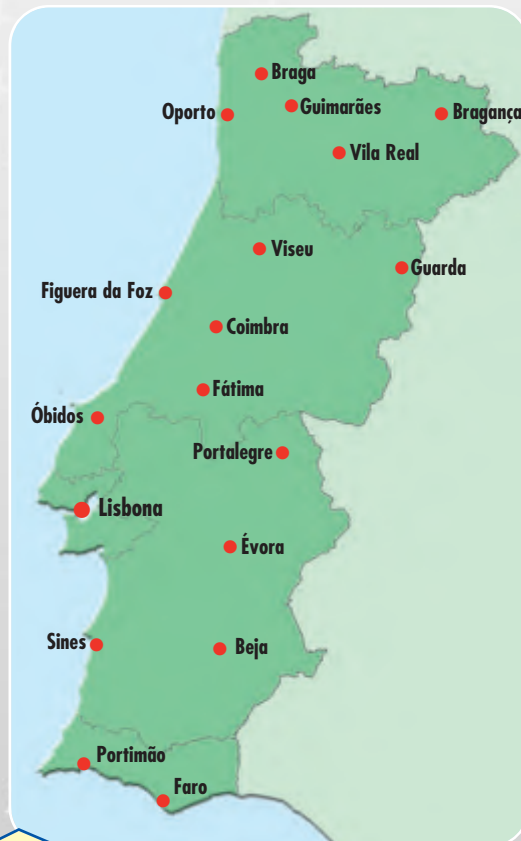 Braga
Guimarães
Oporto
Bragança
Vila Real
Viseu
Guarda
Figuera da Foz
Coimbra
Fátima
Óbidos
Portalegre
Lisbona
Évora
Sines
Beja
Portimão
Faro